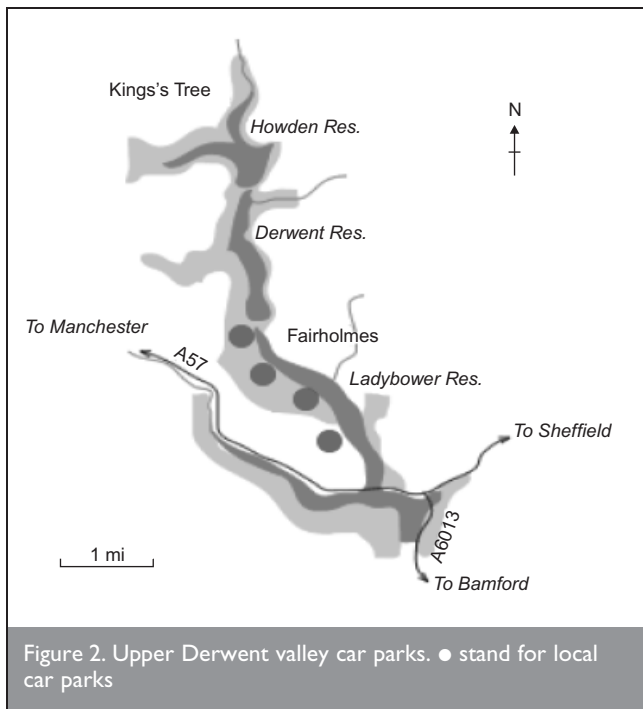 Kings's Tree
N
Howden Res.
Derwent Res.
To Manchester
A57
Fairholmes
Ladybower Res.
To Sheffield
A6013
1 mi
To Bamford
Figure 2. Upper Derwent valley car parks. ● stand for local
car parks